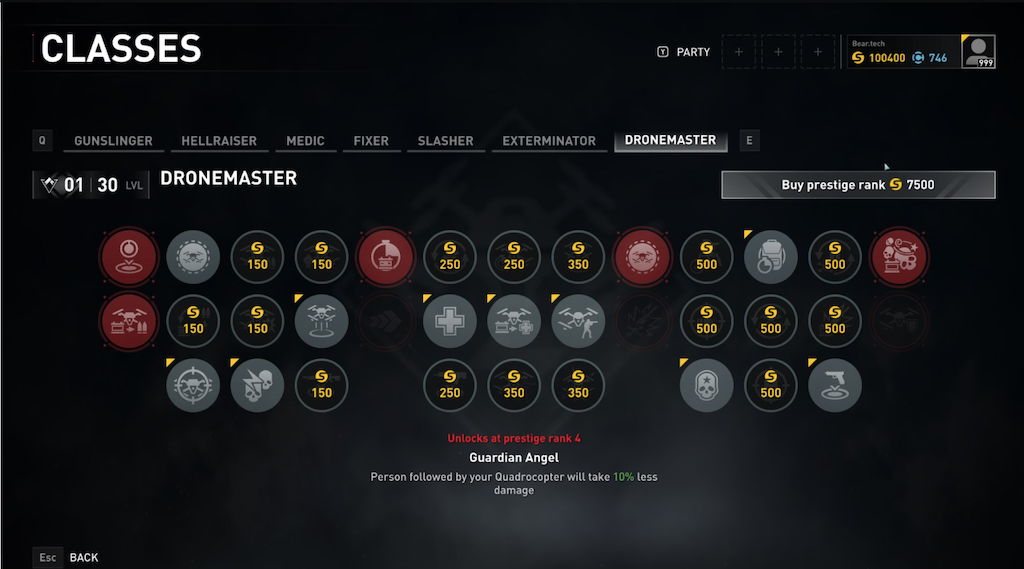 CLASSES
Y PARTY
+ + +
Bear.tech
100400 746
999
Q GUNSLINGER HELLRAISER MEDIC FIXER SLASHER EXTERMINATOR DRONEMASTER E
01 | 30 LVL DRONEMASTER
Buy prestige rank 7500
150 150 250 250 350 500 500
150 150 500 500 500
150 250 350 350 500
Unlocks at prestige rank 4
Guardian Angel
Person followed by your Quadrocopter will take 10% less
damage
Esc BACK